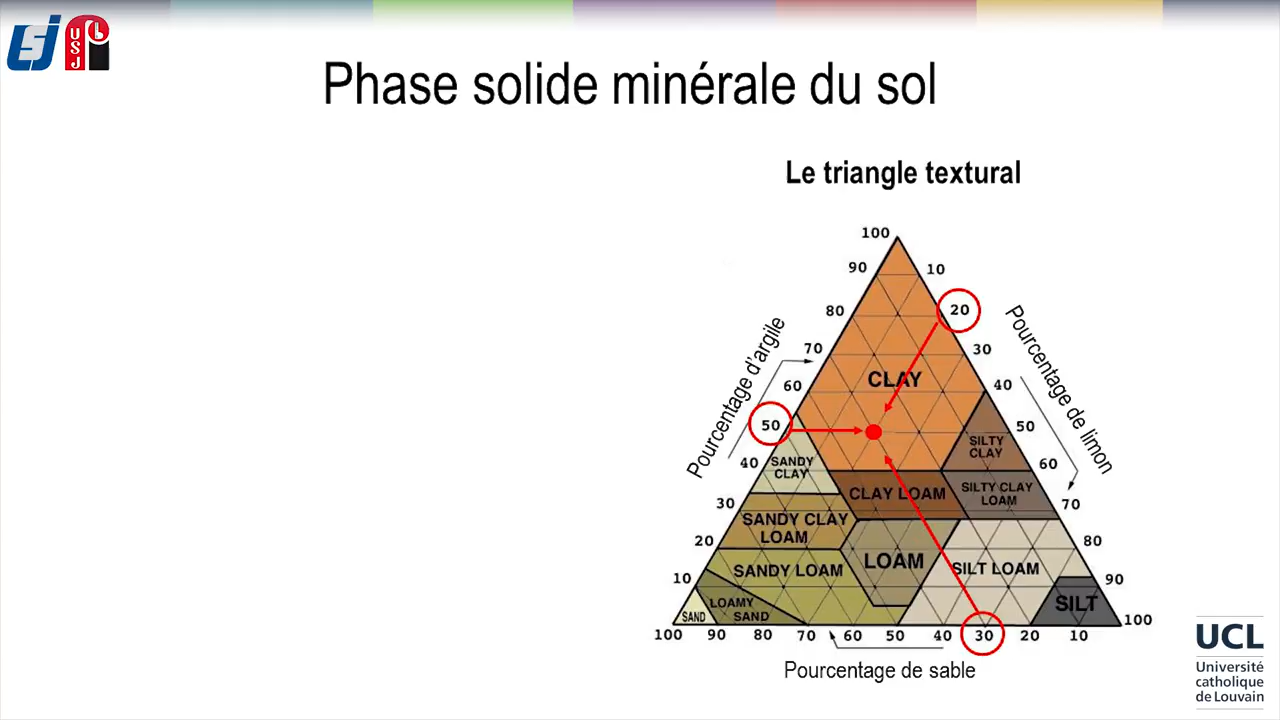 LSJ
USJ
Phase solide minérale du sol
Le triangle textural
100
90
10
80
20
70
30
60
40
50
50
40
60
30
70
20
80
10
90
100
Pourcentage d'argile
Pourcentage de limon
CLAY
SILTY
CLAY
SANDY
CLAY
CLAY LOAM
SILTY CLAY
LOAM
SANDY CLAY
LOAM
LOAM
SANDY LOAM
SILT LOAM
LOAMY
SAND
SAND
SILT
100 90 80 70 60 50 40 30 20 10
Pourcentage de sable
UCL
Université
catholique
de Louvain